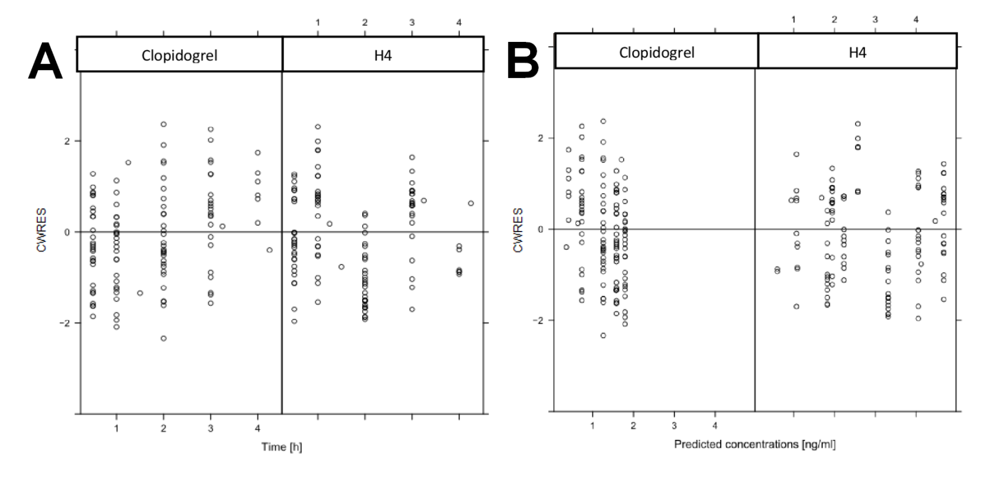 A
1 2 3 4
Clopidogrel H4
CWRES
2
0
−2
1 2 3 4
Time [h]
B
1 2 3 4
Clopidogrel H4
CWRES
2
0
−2
1 2 3 4
Predicted concentrations [ng/ml]